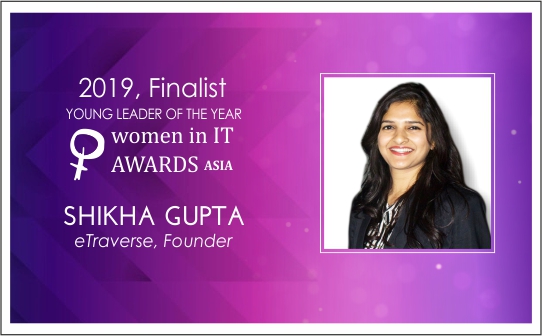 2019, Finalist
YOUNG LEADER OF THE YEAR
women in IT
AWARDS ASIA
SHIKHA GUPTA
eTraverse, Founder